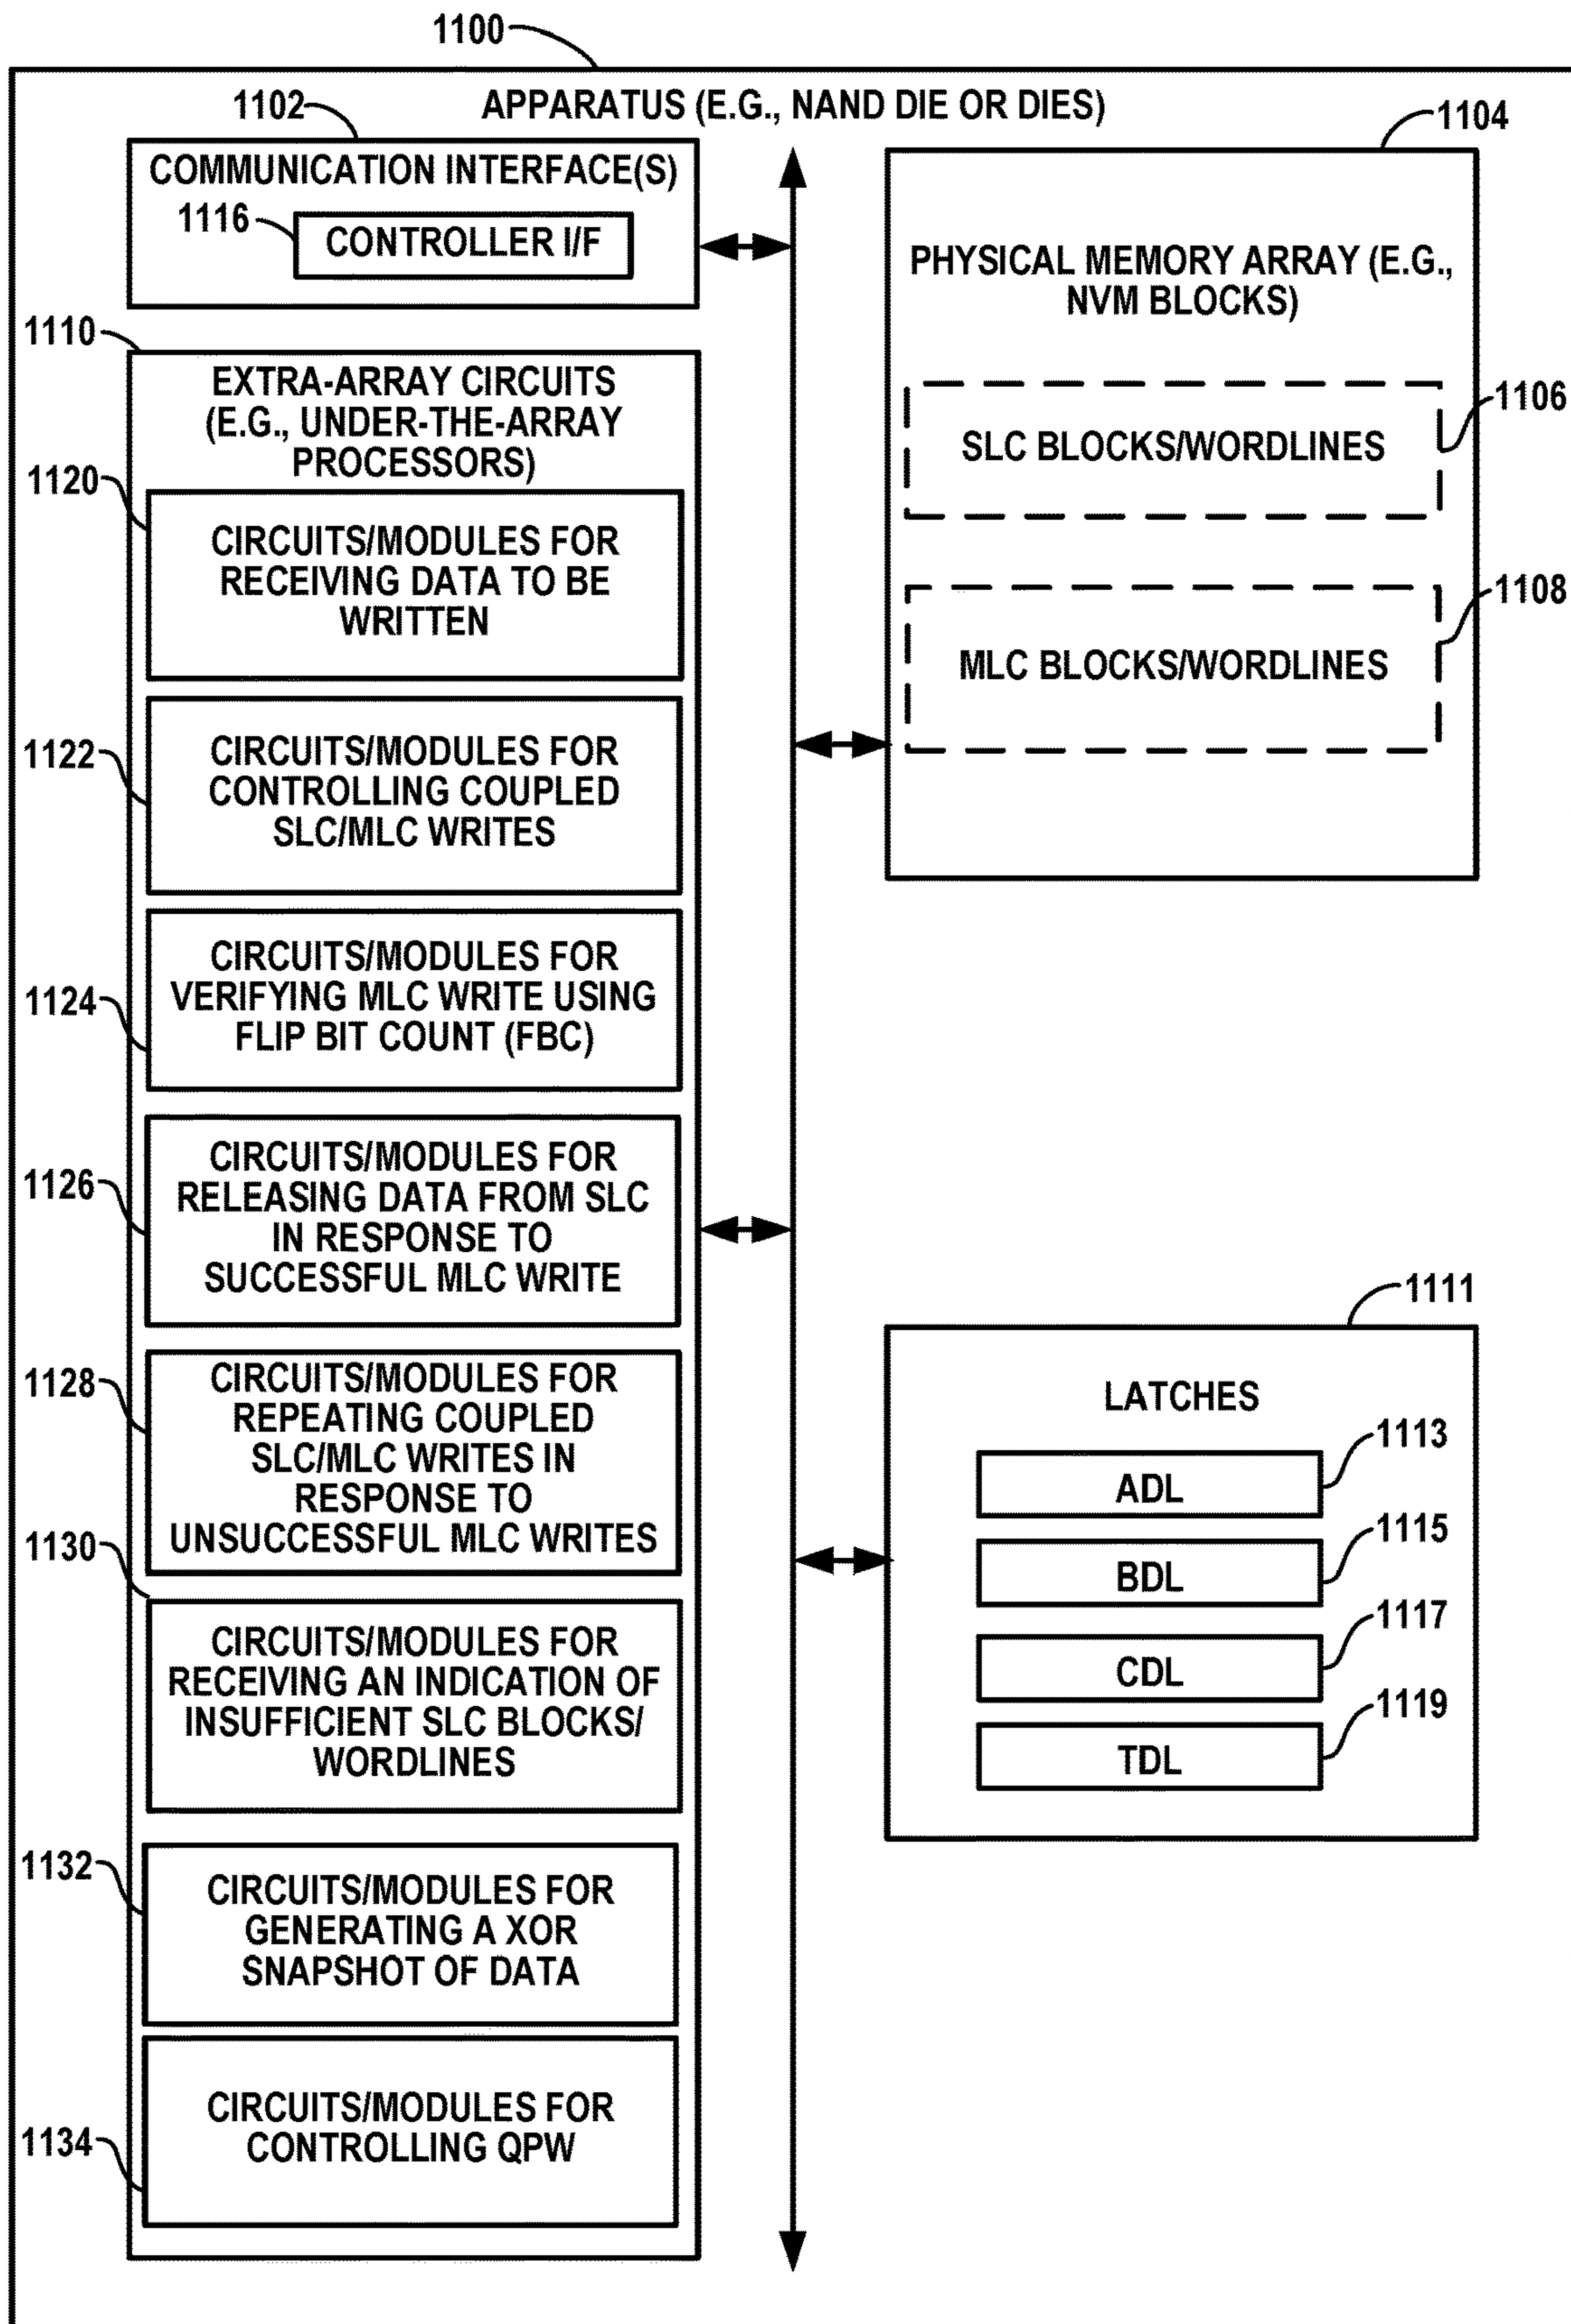 1100
APPARATUS (E.G., NAND DIE OR DIES)
1102
COMMUNICATION INTERFACE(S)
1116
CONTROLLER I/F
1110
EXTRA-ARRAY CIRCUITS
(E.G., UNDER-THE-ARRAY
PROCESSORS)
1120
CIRCUITS/MODULES FOR
RECEIVING DATA TO BE
WRITTEN
1122
CIRCUITS/MODULES FOR
CONTROLLING COUPLED
SLC/MLC WRITES
1124
CIRCUITS/MODULES FOR
VERIFYING MLC WRITE USING
FLIP BIT COUNT (FBC)
1126
CIRCUITS/MODULES FOR
RELEASING DATA FROM SLC
IN RESPONSE TO
SUCCESSFUL MLC WRITE
1128
CIRCUITS/MODULES FOR
REPEATING COUPLED
SLC/MLC WRITES IN
RESPONSE TO
UNSUCCESSFUL MLC WRITES
1130
CIRCUITS/MODULES FOR
RECEIVING AN INDICATION OF
INSUFFICIENT SLC BLOCKS/
WORDLINES
1132
CIRCUITS/MODULES FOR
GENERATING A XOR
SNAPSHOT OF DATA
1134
CIRCUITS/MODULES FOR
CONTROLLING QPW
1104
PHYSICAL MEMORY ARRAY (E.G.,
NVM BLOCKS)
1106
SLC BLOCKS/WORDLINES
1108
MLC BLOCKS/WORDLINES
1111
LATCHES
1113
ADL
1115
BDL
1117
CDL
1119
TDL